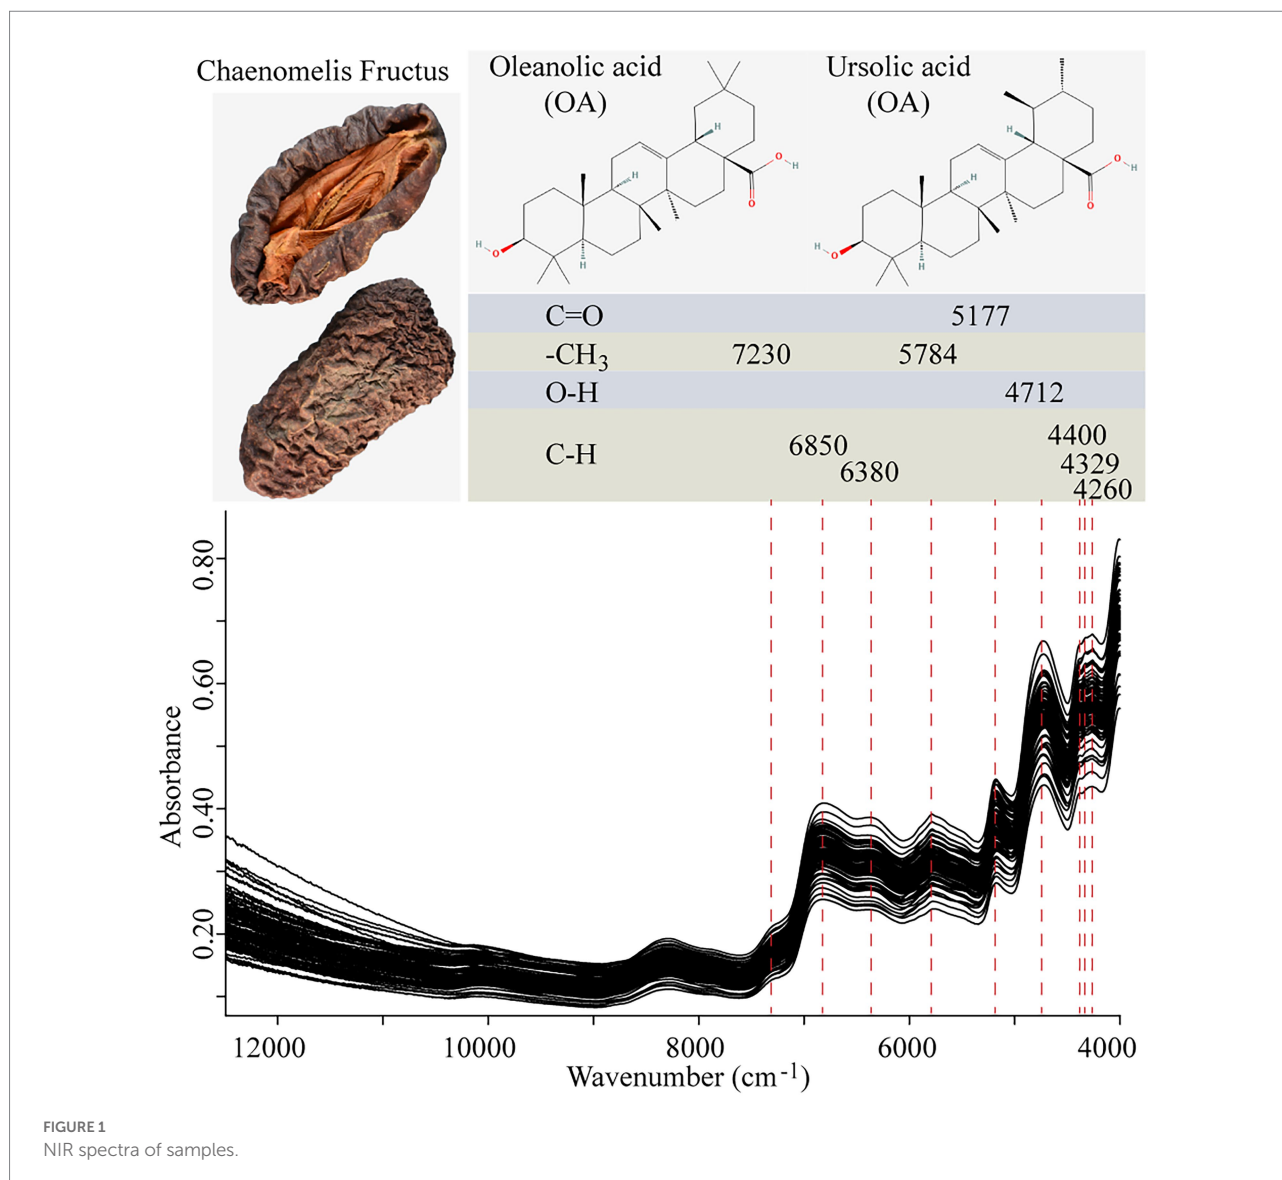 Chaenomelis Fructus
Oleanolic acid
(OA)
Ursolic acid
(OA)
H
H
O
H
O
H
O
H
H
H
O
H
O
H
O
H
C=O 5177
-CH3 7230 5784
O-H 4712
C-H 6850 6380 4400 4329 4260
Absorbance
0.80
0.60
0.40
0.20
12000 10000 8000 6000 4000
Wavenumber (cm-1)
FIGURE 1
NIR spectra of samples.